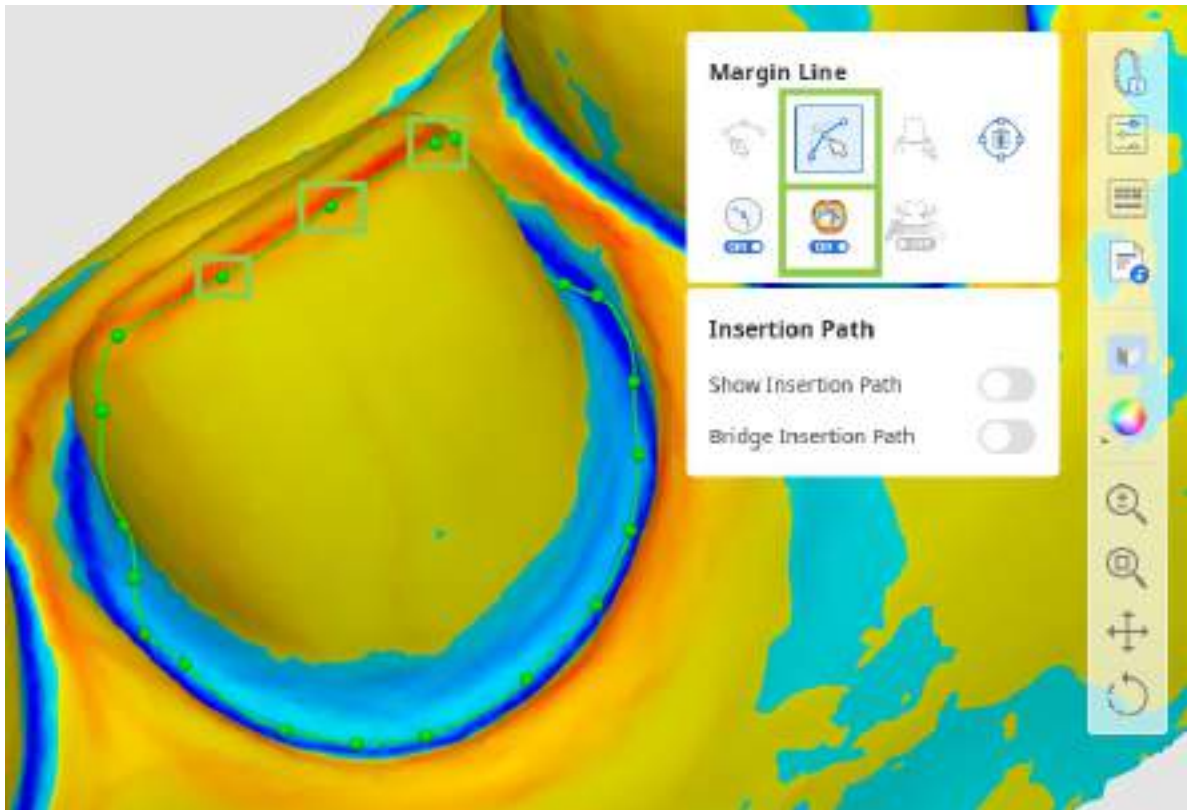 Margin Line
Insertion Path
Show Insertion Path
Bridge Insertion Path